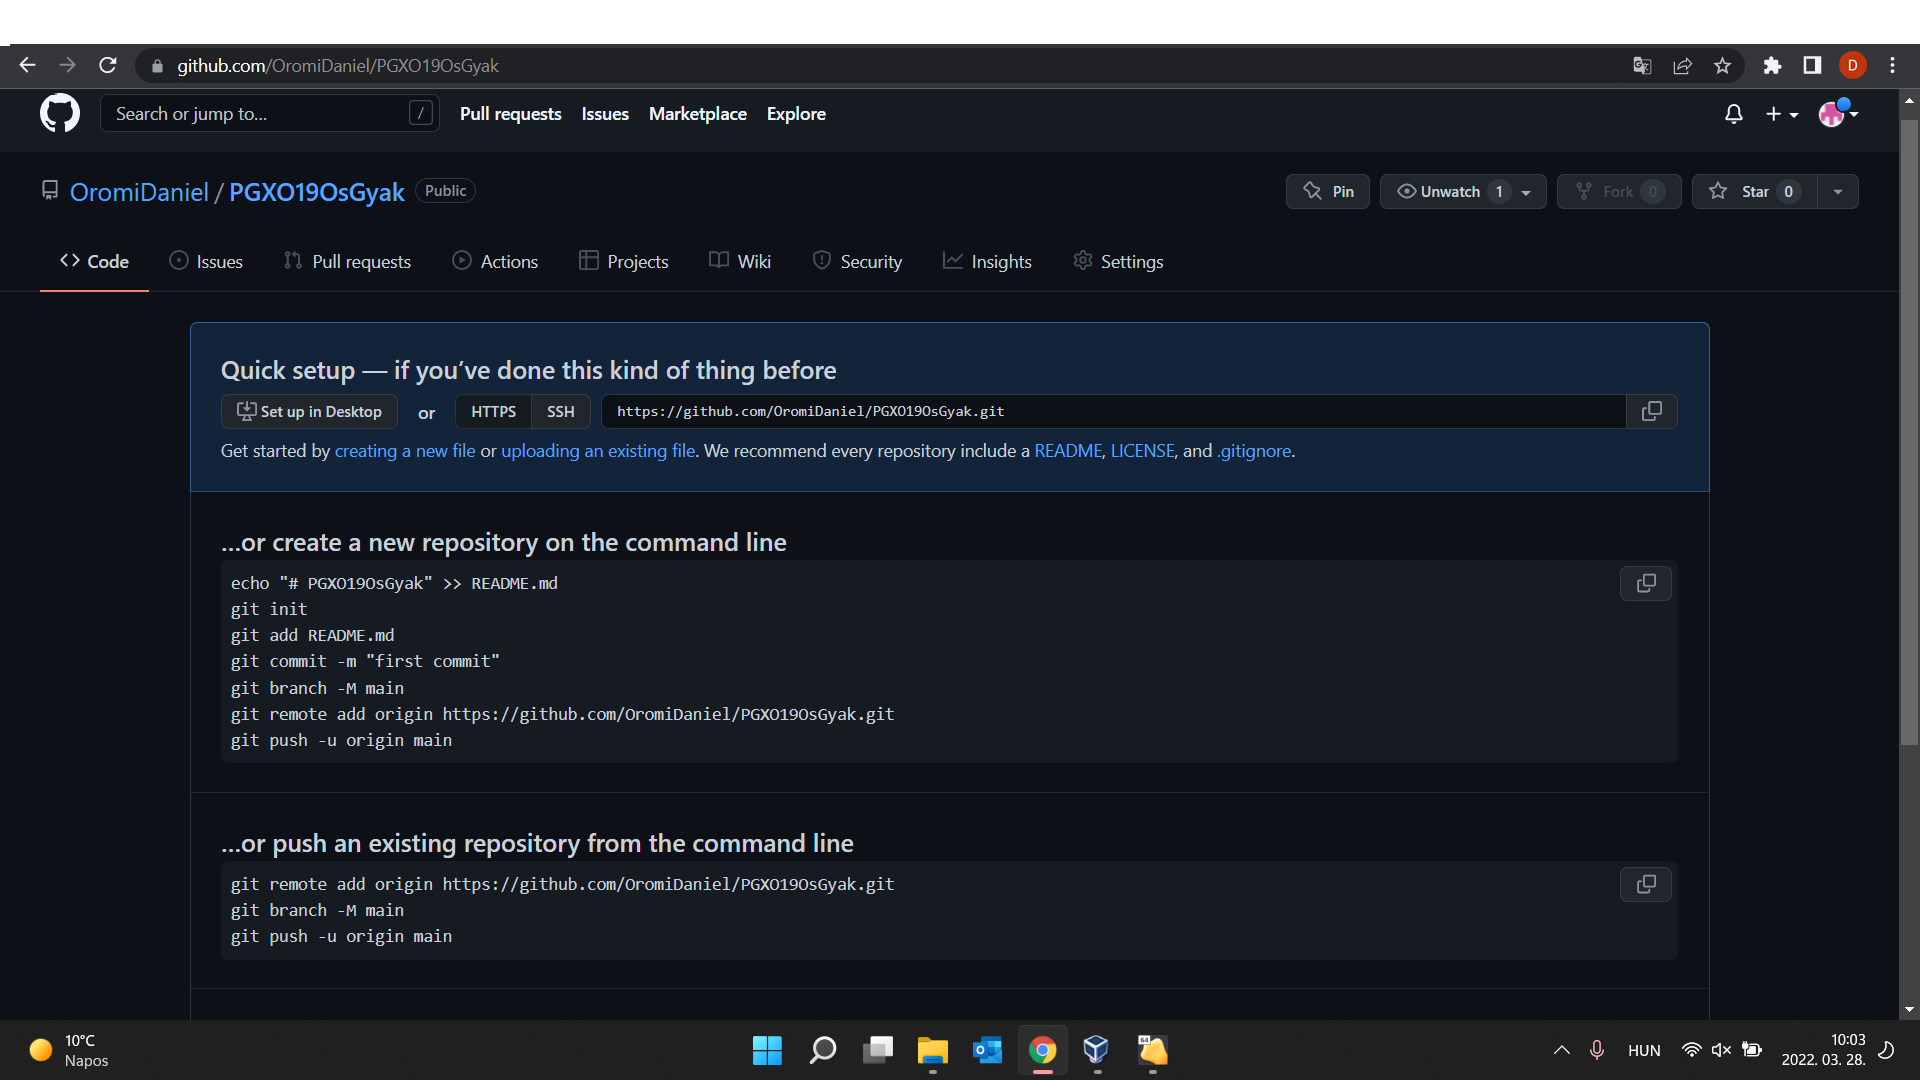 github.com/OromiDaniel/PGXO19OsGyak
D
Search or jump to... /
Pull requests Issues Marketplace Explore
OromiDaniel / PGXO19OsGyak Public
Pin Unwatch 1 Fork 0 Star 0
Code Issues Pull requests Actions Projects Wiki Security Insights Settings
Quick setup — if you’ve done this kind of thing before
Set up in Desktop or HTTPS SSH https://github.com/OromiDaniel/PGXO19OsGyak.git
Get started by creating a new file or uploading an existing file. We recommend every repository include a README, LICENSE, and .gitignore.
…or create a new repository on the command line
echo "# PGXO19OsGyak" >> README.md
git init
git add README.md
git commit -m "first commit"
git branch -M main
git remote add origin https://github.com/OromiDaniel/PGXO19OsGyak.git
git push -u origin main
…or push an existing repository from the command line
git remote add origin https://github.com/OromiDaniel/PGXO19OsGyak.git
git branch -M main
git push -u origin main
10°C
Napos
64
HUN
10:03
2022. 03. 28.